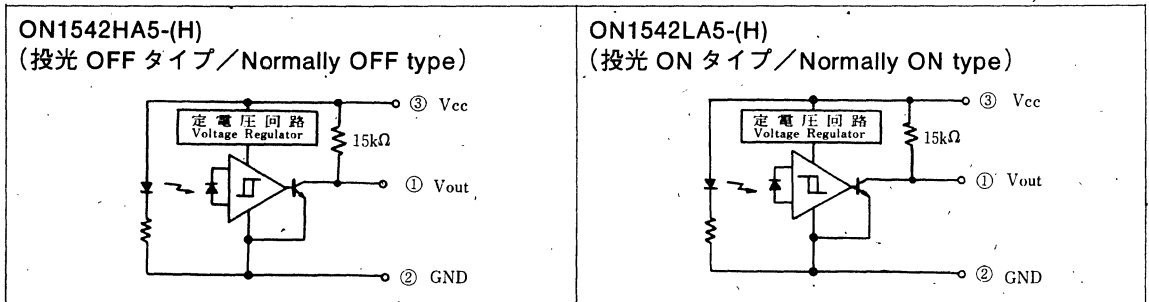 ON1542HA5-(H)
(投光 OFF タイプ／Normally OFF type)
③ Vcc
定電圧回路
Voltage Regulator
15kΩ
① Vout
② GND
ON1542LA5-(H)
(投光 ON タイプ／Normally ON type)
③ Vcc
定電圧回路
Voltage Regulator
15kΩ
① Vout
② GND